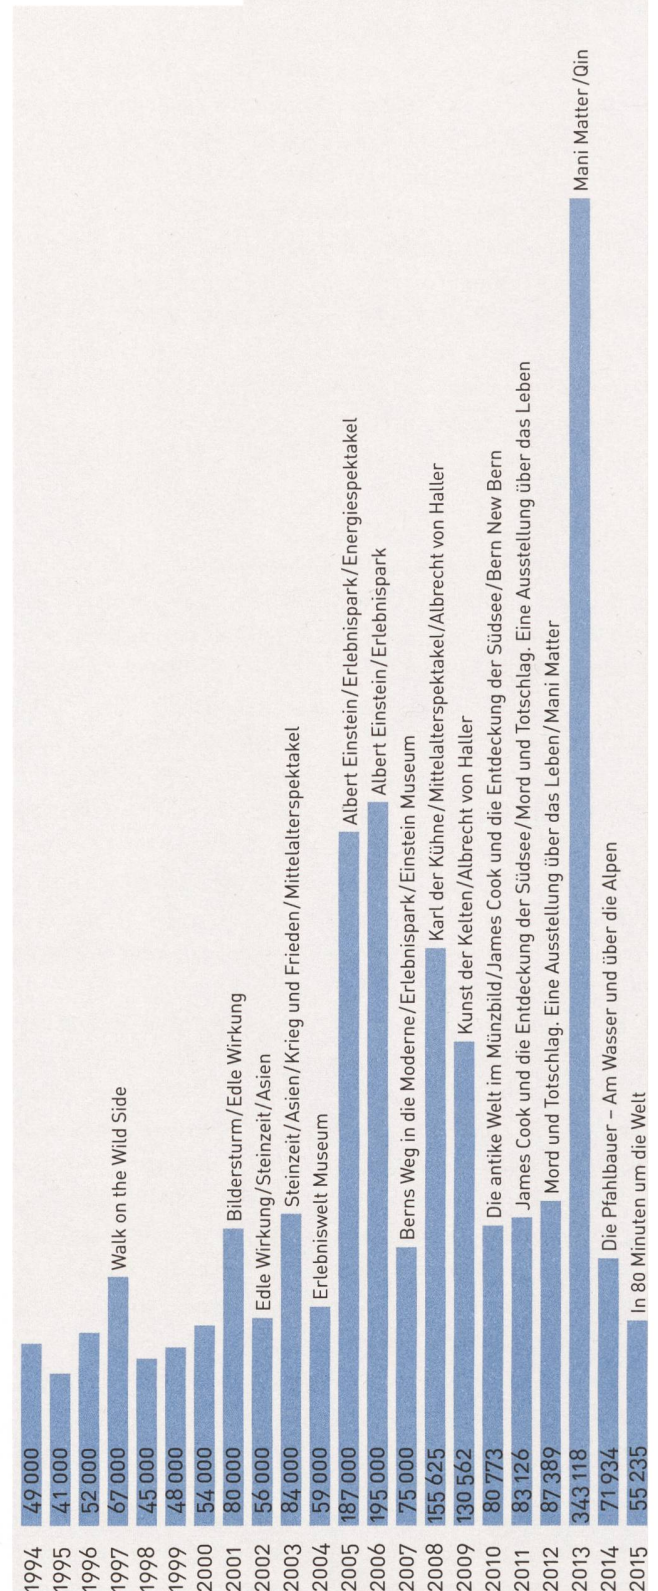 1994 49 000
1995 41 000
1996 52 000
1997 67 000 Walk on the Wild Side
1998 45 000
1999 48 000
2000 54 000
2001 80 000 Bildersturm/Edle Wirkung
2002 56 000 Edle Wirkung/Steinzeit/Asien
2003 84 000 Steinzeit/Asien/Krieg und Frieden/Mittelalterspektakel
2004 59 000 Erlebniswelt Museum
2005 187 000 Albert Einstein/Erlebnispark/Energiespektakel
2006 195 000 Albert Einstein/Erlebnispark
2007 75 000 Berns Weg in die Moderne/Erlebnispark/Einstein Museum
2008 155 625 Karl der Kühne/Mittelalterspektakel/Albrecht von Haller
2009 130 562 Kunst der Kelten/Albrecht von Haller
2010 80 773 Die antike Welt im Münzbild/James Cook und die Entdeckung der Südsee/Bern New Bern
2011 83 126 James Cook und die Entdeckung der Südsee/Mord und Totschlag. Eine Ausstellung über das Leben
2012 87 389 Mord und Totschlag. Eine Ausstellung über das Leben/Mani Matter
2013 343 118 Mani Matter/Qin
2014 71 934 Die Pfahlbauer – Am Wasser und über die Alpen
2015 55 235 In 80 Minuten um die Welt